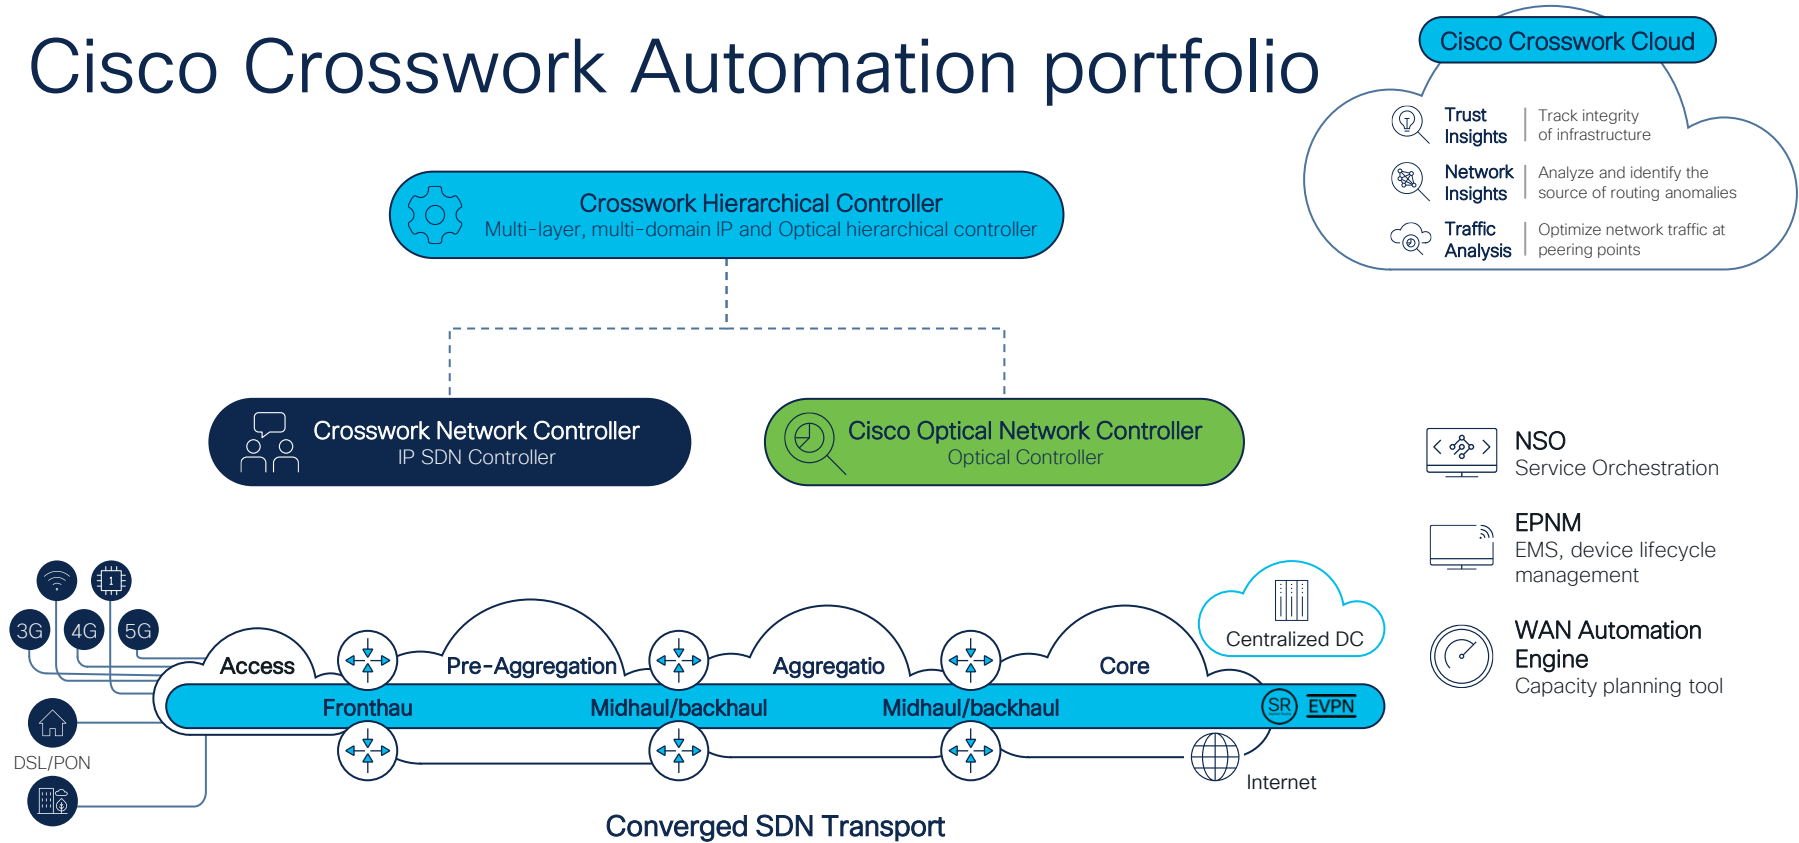 Cisco Crosswork Automation portfolio
Cisco Crosswork Cloud
Trust
Insights
Track integrity
of infrastructure
Network
Insights
Analyze and identify the
source of routing anomalies
Traffic
Analysis
Optimize network traffic at
peering points
Crosswork Hierarchical Controller
Multi-layer, multi-domain IP and Optical hierarchical controller
Crosswork Network Controller
IP SDN Controller
Cisco Optical Network Controller
Optical Controller
NSO
Service Orchestration
EPNM
EMS, device lifecycle
management
WAN Automation
Engine
Capacity planning tool
1
3G
4G
5G
DSL/PON
Access
Pre-Aggregation
Aggregatio
Core
Centralized DC
Fronthau
Midhaul/backhaul
Midhaul/backhaul
SR
EVPN
Internet
Converged SDN Transport